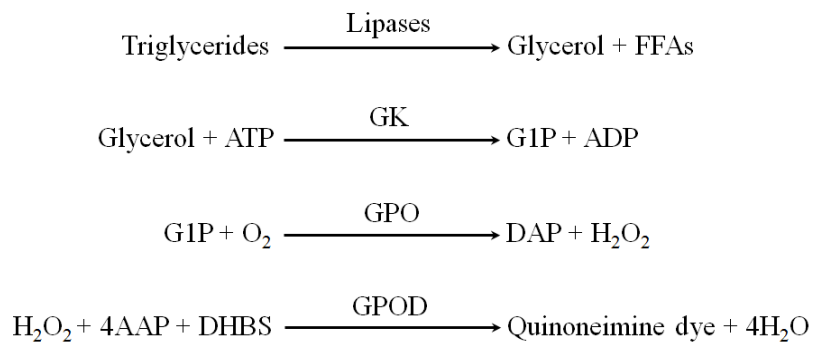 Lipases
Triglycerides → Glycerol + FFAs
GK
Glycerol + ATP → G1P + ADP
GPO
G1P + O₂ → DAP + H₂O₂
GPOD
H₂O₂ + 4AAP + DHBS → Quinoneimine dye + 4H₂O